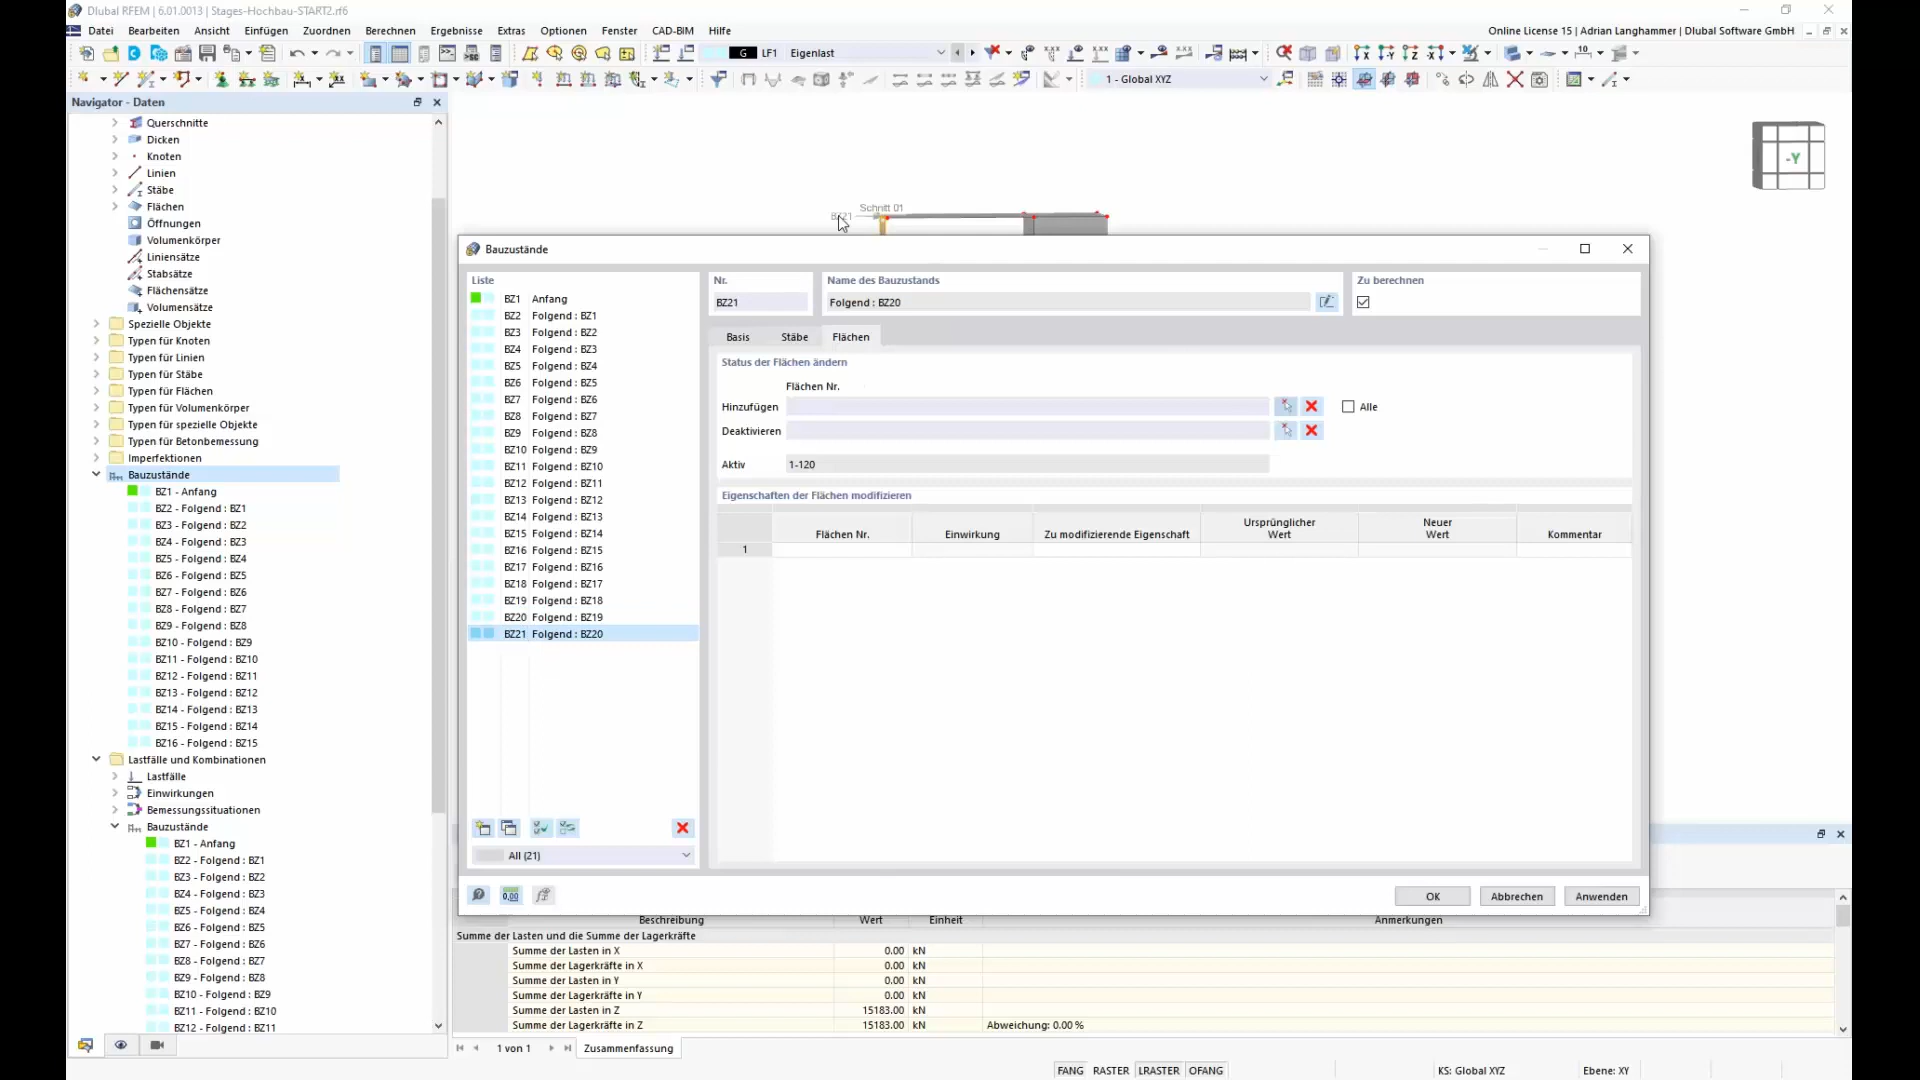 Dlubal RFEM | 6.01.0013 | Stages-Hochbau-START2.rf6
Datei Bearbeiten Ansicht Einfügen Zuordnen Berechnen Ergebnisse Extras Optionen Fenster CAD-BIM Hilfe
Online License 15 | Adrian Langhammer | Dlubal Software GmbH
G LF1 Eigenlast
1 - Global XYZ
Navigator - Daten
Querschnitte
Dicken
Knoten
Linien
Stäbe
Flächen
Öffnungen
Volumenkörper
Liniensätze
Stabsätze
Flächensätze
Volumensätze
Spezielle Objekte
Typen für Knoten
Typen für Linien
Typen für Stäbe
Typen für Flächen
Typen für Volumenkörper
Typen für spezielle Objekte
Typen für Betonbemessung
Imperfektionen
Bauzustände
BZ1 - Anfang
BZ2 - Folgend : BZ1
BZ3 - Folgend : BZ2
BZ4 - Folgend : BZ3
BZ5 - Folgend : BZ4
BZ6 - Folgend : BZ5
BZ7 - Folgend : BZ6
BZ8 - Folgend : BZ7
BZ9 - Folgend : BZ8
BZ10 - Folgend : BZ9
BZ11 - Folgend : BZ10
BZ12 - Folgend : BZ11
BZ13 - Folgend : BZ12
BZ14 - Folgend : BZ13
BZ15 - Folgend : BZ14
BZ16 - Folgend : BZ15
Lastfälle und Kombinationen
Lastfälle
Einwirkungen
Bemessungssituationen
Bauzustände
BZ1 - Anfang
BZ2 - Folgend : BZ1
BZ3 - Folgend : BZ2
BZ4 - Folgend : BZ3
BZ5 - Folgend : BZ4
BZ6 - Folgend : BZ5
BZ7 - Folgend : BZ6
BZ8 - Folgend : BZ7
BZ9 - Folgend : BZ8
BZ10 - Folgend : BZ9
BZ11 - Folgend : BZ10
BZ12 - Folgend : BZ11
Schnitt 01
BZ21
-Y
Bauzustände
Liste
BZ1 Anfang
BZ2 Folgend : BZ1
BZ3 Folgend : BZ2
BZ4 Folgend : BZ3
BZ5 Folgend : BZ4
BZ6 Folgend : BZ5
BZ7 Folgend : BZ6
BZ8 Folgend : BZ7
BZ9 Folgend : BZ8
BZ10 Folgend : BZ9
BZ11 Folgend : BZ10
BZ12 Folgend : BZ11
BZ13 Folgend : BZ12
BZ14 Folgend : BZ13
BZ15 Folgend : BZ14
BZ16 Folgend : BZ15
BZ17 Folgend : BZ16
BZ18 Folgend : BZ17
BZ19 Folgend : BZ18
BZ20 Folgend : BZ19
BZ21 Folgend : BZ20
All (21)
Nr.
BZ21
Name des Bauzustands
Folgend : BZ20
Zu berechnen
Basis Stäbe Flächen
Status der Flächen ändern
Flächen Nr.
Hinzufügen
Alle
Deaktivieren
Aktiv 1-120
Eigenschaften der Flächen modifizieren
Flächen Nr. Einwirkung Zu modifizierende Eigenschaft Ursprünglicher Wert Neuer Wert Kommentar
1
OK Abbrechen Anwenden
Beschreibung Wert Einheit Anmerkungen
Summe der Lasten und die Summe der Lagerkräfte
Summe der Lasten in X 0.00 kN
Summe der Lagerkräfte in X 0.00 kN
Summe der Lasten in Y 0.00 kN
Summe der Lagerkräfte in Y 0.00 kN
Summe der Lasten in Z 15183.00 kN
Summe der Lagerkräfte in Z 15183.00 kN Abweichung: 0.00 %
1 von 1 Zusammenfassung
FANG RASTER LRASTER OFANG KS: Global XYZ Ebene: XY